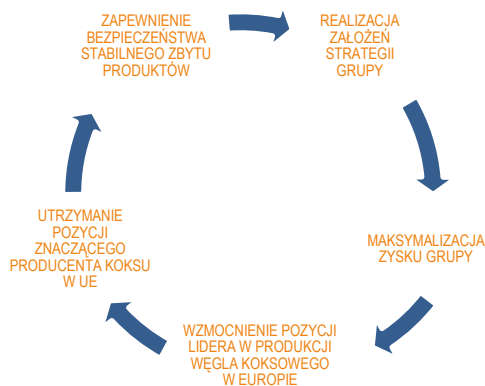 ZAPEWNIENIE
BEZPIECZEŃSTWA
STABILNEGO ZBYTU
PRODUKTÓW
REALIZACJA
ZAŁOŻEŃ
STRATEGII
GRUPY
MAKSYMALIZACJA
ZYSKU GRUPY
WZMOCNIENIE POZYCJI
LIDERA W PRODUKCJI
WĘGLA KOKSOWEGO
W EUROPIE
UTRZYMANIE
POZYCJI
ZNACZĄCEGO
PRODUCENTA KOKSU
W UE